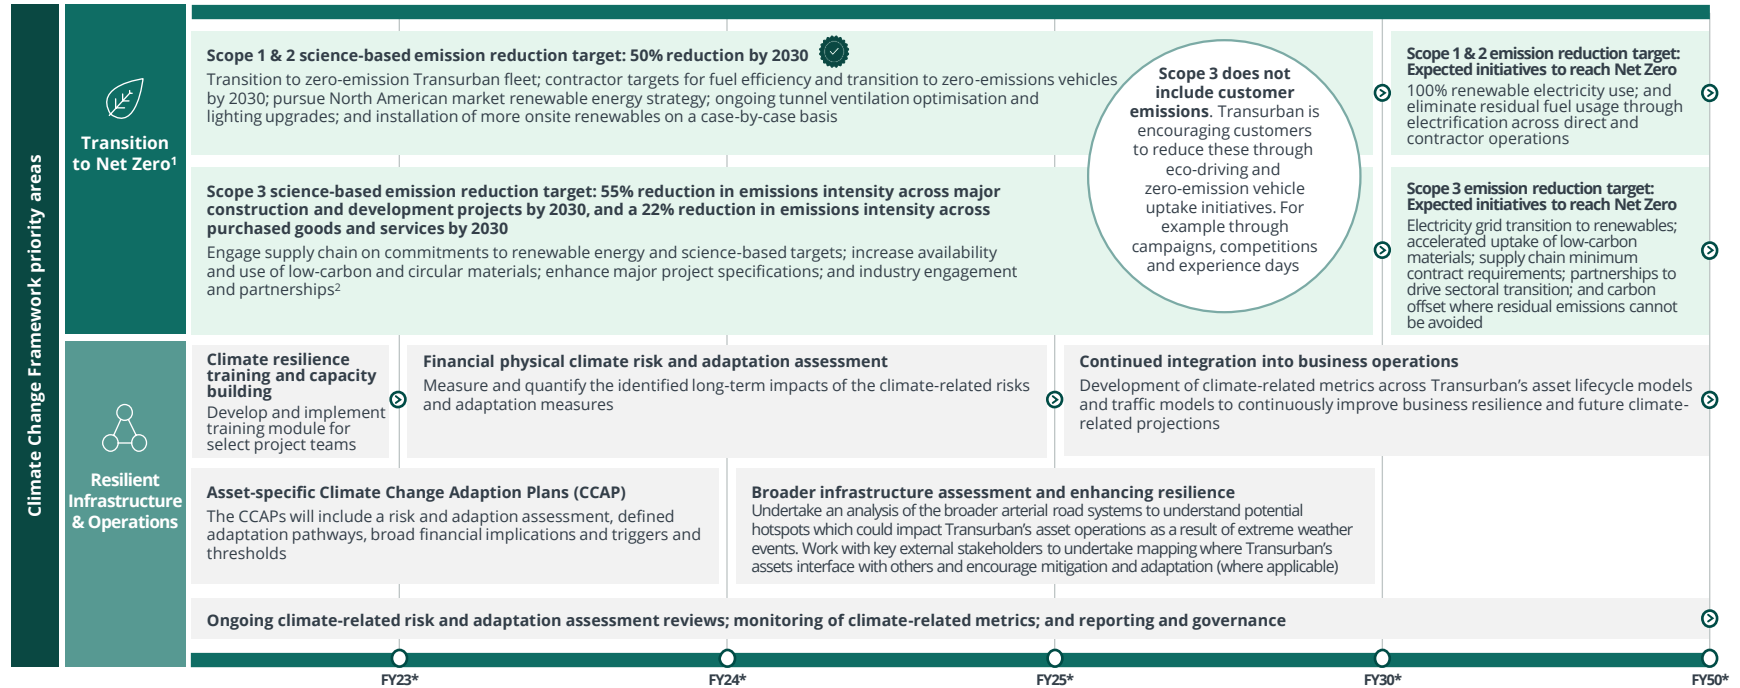 Climate Change Framework priority areas
Transition
to Net Zero1
Scope 1 & 2 science-based emission reduction target: 50% reduction by 2030
Transition to zero-emission Transurban fleet; contractor targets for fuel efficiency and transition to zero-emissions vehicles
by 2030; pursue North American market renewable energy strategy; ongoing tunnel ventilation optimisation and
lighting upgrades; and installation of more onsite renewables on a case-by-case basis
Scope 3 science-based emission reduction target: 55% reduction in emissions intensity across major
construction and development projects by 2030, and a 22% reduction in emissions intensity across
purchased goods and services by 2030
Engage supply chain on commitments to renewable energy and science-based targets; increase availability
and use of low-carbon and circular materials; enhance major project specifications; and industry engagement
and partnerships2
Scope 3 does not
include customer
emissions. Transurban is
encouraging customers
to reduce these through
eco-driving and
zero-emission vehicle
uptake initiatives. For
example through
campaigns, competitions
and experience days
Scope 1 & 2 emission reduction target:
Expected initiatives to reach Net Zero
100% renewable electricity use; and
eliminate residual fuel usage through
electrification across direct and
contractor operations
Scope 3 emission reduction target:
Expected initiatives to reach Net Zero
Electricity grid transition to renewables;
accelerated uptake of low-carbon
materials; supply chain minimum
contract requirements; partnerships to
drive sectoral transition; and carbon
offset where residual emissions cannot
be avoided
Resilient
Infrastructure
& Operations
Climate resilience
training and capacity
building
Develop and implement
training module for
select project teams
Financial physical climate risk and adaptation assessment
Measure and quantify the identified long-term impacts of the climate-related risks
and adaptation measures
Continued integration into business operations
Development of climate-related metrics across Transurban's asset lifecycle models
and traffic models to continuously improve business resilience and future climate-
related projections
Asset-specific Climate Change Adaption Plans (CCAP)
The CCAPs will include a risk and adaption assessment, defined
adaptation pathways, broad financial implications and triggers and
thresholds
Broader infrastructure assessment and enhancing resilience
Undertake an analysis of the broader arterial road systems to understand potential
hotspots which could impact Transurban's asset operations as a result of extreme weather
events. Work with key external stakeholders to undertake mapping where Transurban's
assets interface with others and encourage mitigation and adaptation (where applicable)
Ongoing climate-related risk and adaptation assessment reviews; monitoring of climate-related metrics; and reporting and governance
FY23*
FY24*
FY25*
FY30*
FY50*